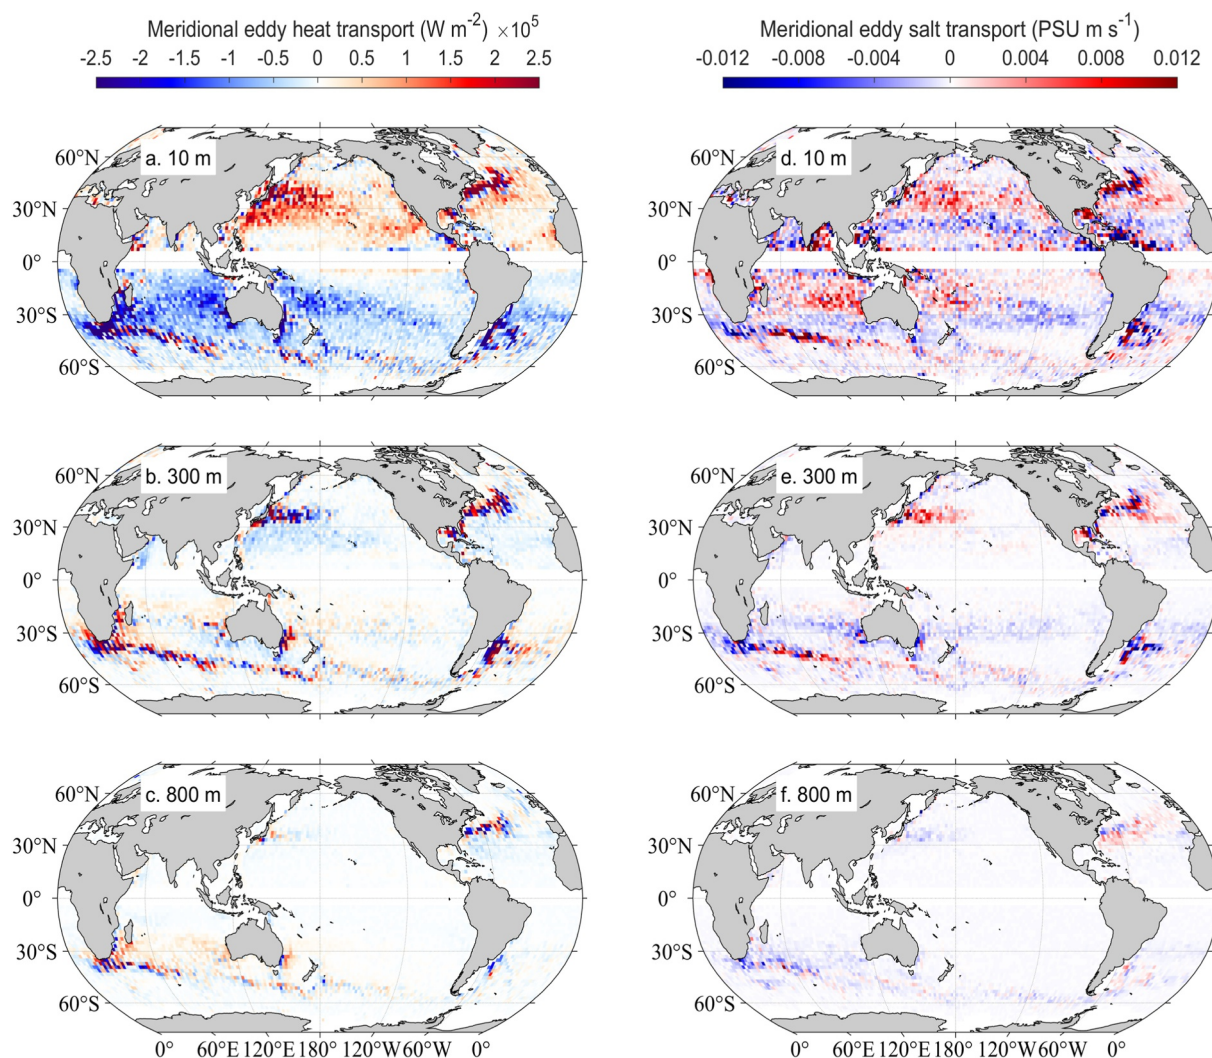 Meridional eddy heat transport (W m⁻²) ×10⁵
-2.5 -2 -1.5 -1 -0.5 0 0.5 1 1.5 2 2.5
Meridional eddy salt transport (PSU m s⁻¹)
-0.012 -0.008 -0.004 0 0.004 0.008 0.012
a. 10 m
60°N
30°N
0°
30°S
60°S
d. 10 m
60°N
30°N
0°
30°S
60°S
b. 300 m
60°N
30°N
0°
30°S
60°S
e. 300 m
60°N
30°N
0°
30°S
60°S
c. 800 m
60°N
30°N
0°
30°S
60°S
0° 60°E 120°E 180° 120°W 60°W 0°
f. 800 m
60°N
30°N
0°
30°S
60°S
0° 60°E 120°E 180° 120°W 60°W 0°